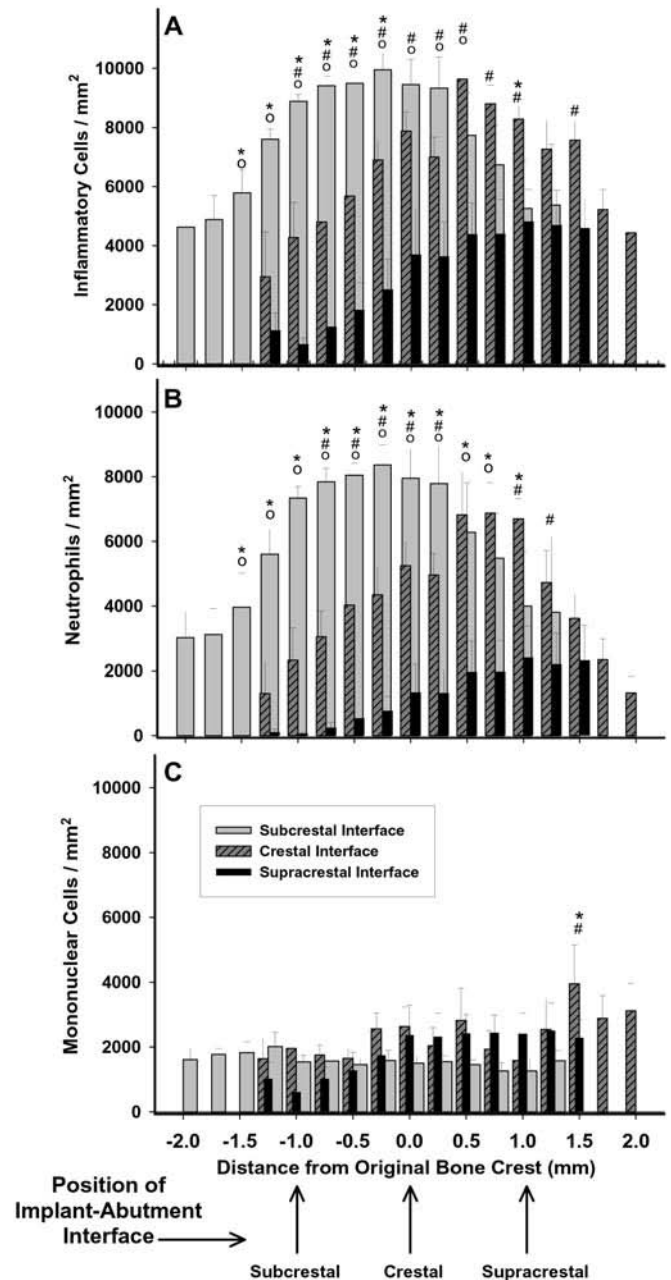 A
* o
* o
* # o
* # o
* # o
* # o
# o
# o
# o
#
* #
#
10000
8000
6000
4000
2000
0
Inflammatory Cells / mm²
B
* o
* o
* o
* # o
* # o
* # o
* # o
* # o
* o
* o
* #
#
10000
8000
6000
4000
2000
0
Neutrophils / mm²
C
* #
10000
8000
6000
4000
2000
0
Mononuclear Cells / mm²
Subcrestal Interface
Crestal Interface
Supracrestal Interface
-2.0 -1.5 -1.0 -0.5 0.0 0.5 1.0 1.5 2.0
Distance from Original Bone Crest (mm)
Position of
Implant-Abutment
Interface
Subcrestal Crestal Supracrestal